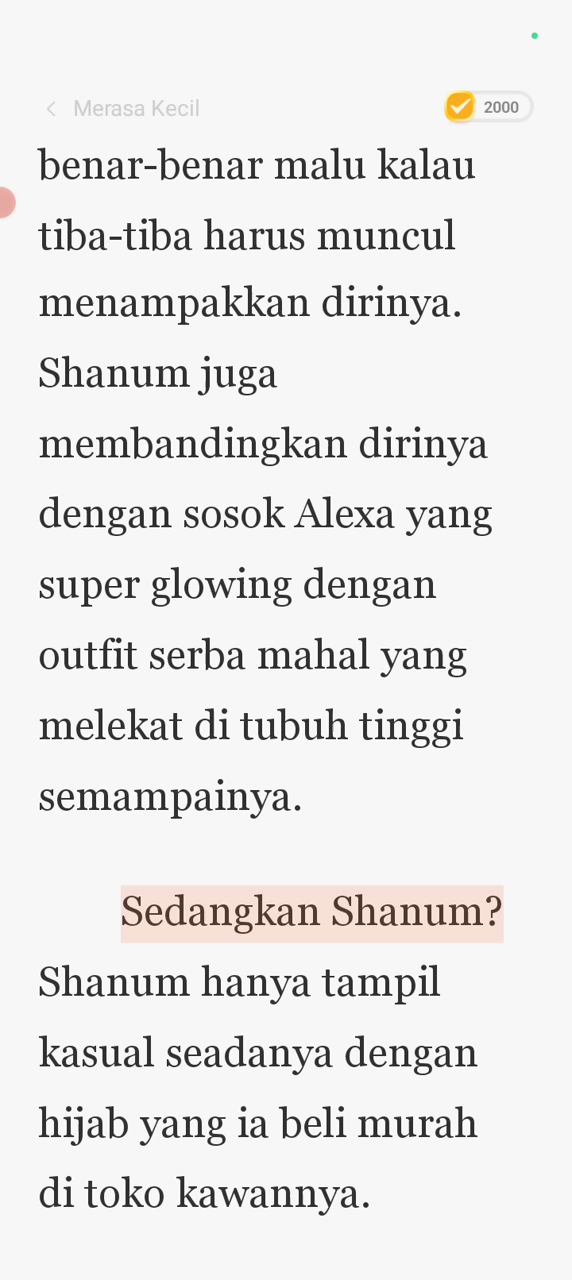 Merasa Kecil
2000
benar-benar malu kalau
tiba-tiba harus muncul
menampakkan dirinya.
Shanum juga
membandingkan dirinya
dengan sosok Alexa yang
super glowing dengan
outfit serba mahal yang
melekat di tubuh tinggi
semampainya.
Sedangkan Shanum?
Shanum hanya tampil
kasual seadanya dengan
hijab yang ia beli murah
di toko kawannya.